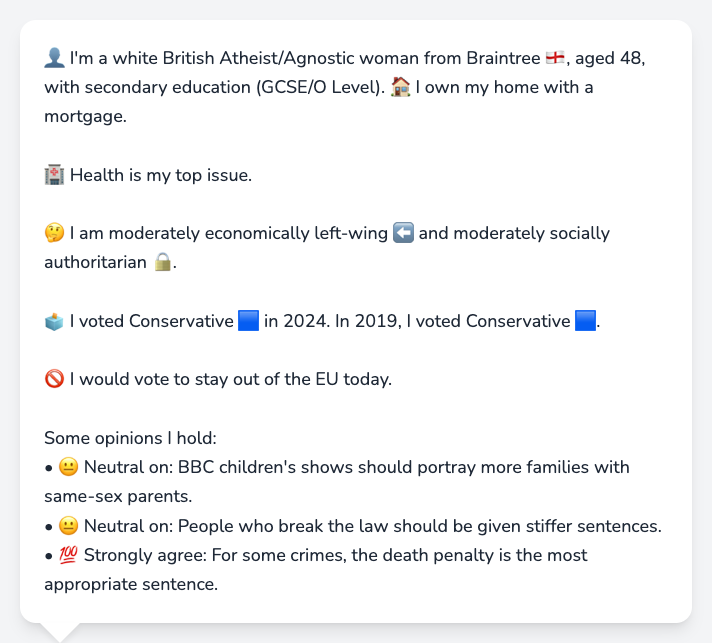 👤 I'm a white British Atheist/Agnostic woman from Braintree 🏴󠁧󠁢󠁥󠁮󠁧󠁿, aged 48,
with secondary education (GCSE/O Level). 🏠 I own my home with a
mortgage.
🏥 Health is my top issue.
🤔 I am moderately economically left-wing ⬅️ and moderately socially
authoritarian 🔒.
🗳️ I voted Conservative 🟦 in 2024. In 2019, I voted Conservative 🟦.
🚫 I would vote to stay out of the EU today.
Some opinions I hold:
• 😐 Neutral on: BBC children's shows should portray more families with
same-sex parents.
• 😐 Neutral on: People who break the law should be given stiffer sentences.
• 💯 Strongly agree: For some crimes, the death penalty is the most
appropriate sentence.